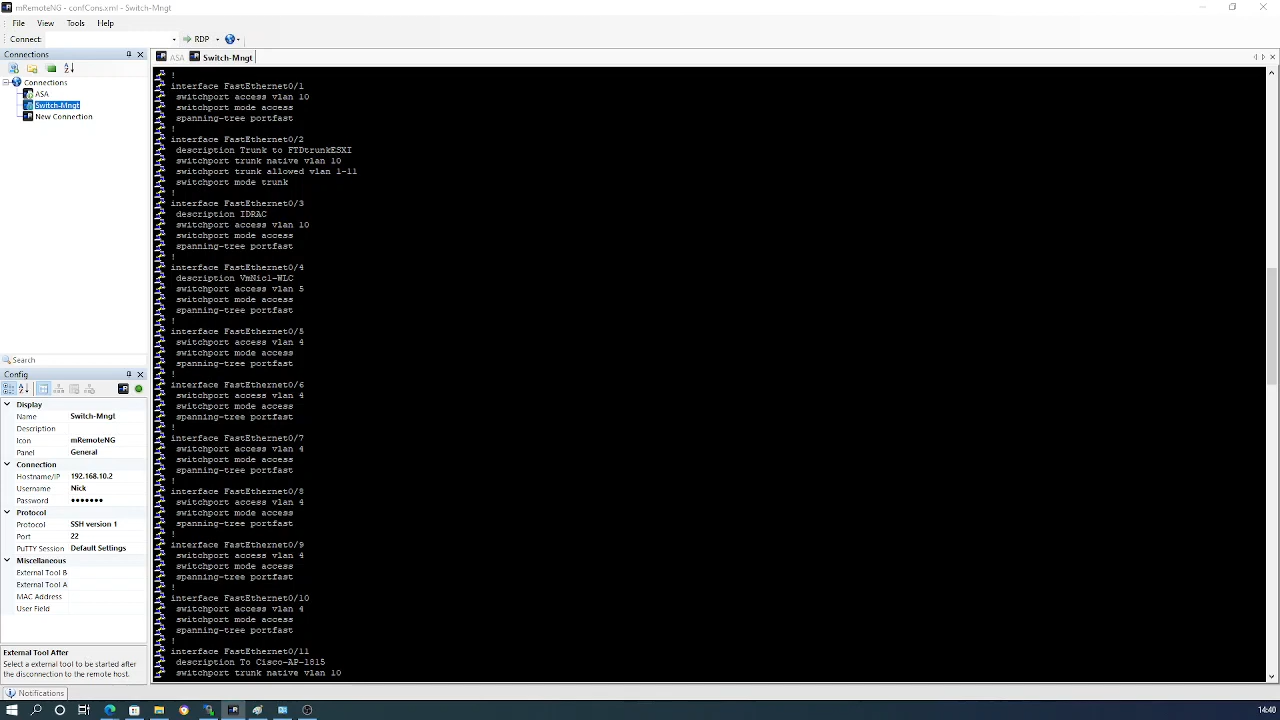 mRemoteNG - confCons.xml - Switch-Mngt
File View Tools Help
Connect: RDP
Connections
ASA Switch-Mngt
Connections
ASA
Switch-Mngt
New Connection
Search
Config
Display
Name Switch-Mngt
Description
Icon mRemoteNG
Panel General
Connection
Hostname/IP 192.168.10.2
Username Nick
Password •••••••
Protocol
Protocol SSH version 1
Port 22
PuTTY Session Default Settings
Miscellaneous
External Tool B
External Tool A
MAC Address
User Field
External Tool After
Select a external tool to be started after
the disconnection to the remote host.
Notifications
!
interface FastEthernet0/1
switchport access vlan 10
switchport mode access
spanning-tree portfast
!
interface FastEthernet0/2
description Trunk to FTDtrunkESXI
switchport trunk native vlan 10
switchport trunk allowed vlan 1-11
switchport mode trunk
!
interface FastEthernet0/3
description IDRAC
switchport access vlan 10
switchport mode access
spanning-tree portfast
!
interface FastEthernet0/4
description VmNic1-WLC
switchport access vlan 5
switchport mode access
spanning-tree portfast
!
interface FastEthernet0/5
switchport access vlan 4
switchport mode access
spanning-tree portfast
!
interface FastEthernet0/6
switchport access vlan 4
switchport mode access
spanning-tree portfast
!
interface FastEthernet0/7
switchport access vlan 4
switchport mode access
spanning-tree portfast
!
interface FastEthernet0/8
switchport access vlan 4
switchport mode access
spanning-tree portfast
!
interface FastEthernet0/9
switchport access vlan 4
switchport mode access
spanning-tree portfast
!
interface FastEthernet0/10
switchport access vlan 4
switchport mode access
spanning-tree portfast
!
interface FastEthernet0/11
description To Cisco-AP-1815
switchport trunk native vlan 10
14:40